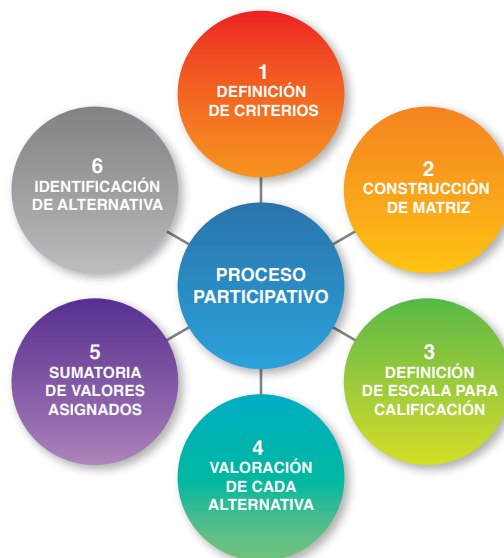 1
DEFINICIÓN
DE CRITERIOS
2
CONSTRUCCIÓN
DE MATRIZ
3
DEFINICIÓN
DE ESCALA PARA
CALIFICACIÓN
4
VALORACIÓN
DE CADA
ALTERNATIVA
5
SUMATORIA
DE VALORES
ASIGNADOS
6
IDENTIFICACIÓN
DE ALTERNATIVA
PROCESO
PARTICIPATIVO